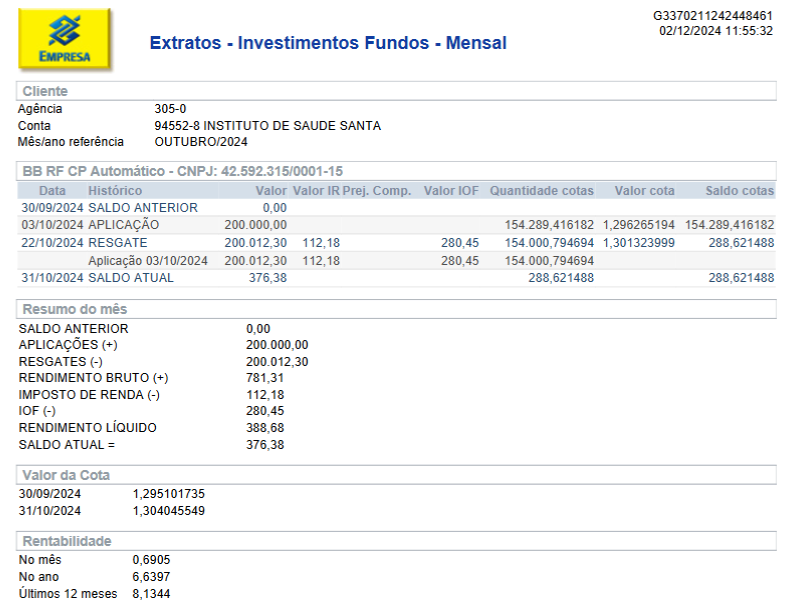 G3370211242448461
02/12/2024 11:55:32
EMPRESA
Extratos - Investimentos Fundos - Mensal
Cliente
Agência 305-0
Conta 94552-8 INSTITUTO DE SAUDE SANTA
Mês/ano referência OUTUBRO/2024
BB RF CP Automático - CNPJ: 42.592.315/0001-15
Data Histórico Valor Valor IR Prej. Comp. Valor IOF Quantidade cotas Valor cota Saldo cotas
30/09/2024 SALDO ANTERIOR 0,00
03/10/2024 APLICAÇÃO 200.000,00 154.289,416182 1,296265194 154.289,416182
22/10/2024 RESGATE 200.012,30 112,18 280,45 154.000,794694 1,301323999 288,621488
Aplicação 03/10/2024 200.012,30 112,18 280,45 154.000,794694
31/10/2024 SALDO ATUAL 376,38 288,621488 288,621488
Resumo do mês
SALDO ANTERIOR 0,00
APLICAÇÕES (+) 200.000,00
RESGATES (-) 200.012,30
RENDIMENTO BRUTO (+) 781,31
IMPOSTO DE RENDA (-) 112,18
IOF (-) 280,45
RENDIMENTO LÍQUIDO 388,68
SALDO ATUAL = 376,38
Valor da Cota
30/09/2024 1,295101735
31/10/2024 1,304045549
Rentabilidade
No mês 0,6905
No ano 6,6397
Últimos 12 meses 8,1344